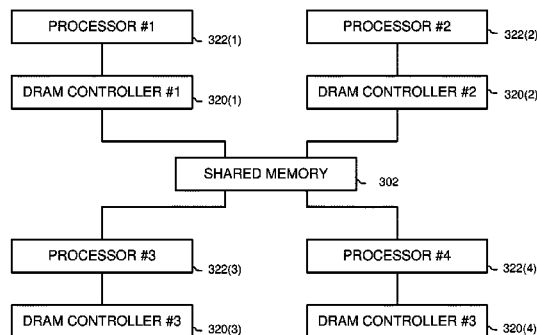 PROCESSOR #1
322(1)
PROCESSOR #2
322(2)
DRAM CONTROLLER #1
320(1)
DRAM CONTROLLER #2
320(2)
SHARED MEMORY
302
PROCESSOR #3
322(3)
PROCESSOR #4
322(4)
DRAM CONTROLLER #3
320(3)
DRAM CONTROLLER #3
320(4)